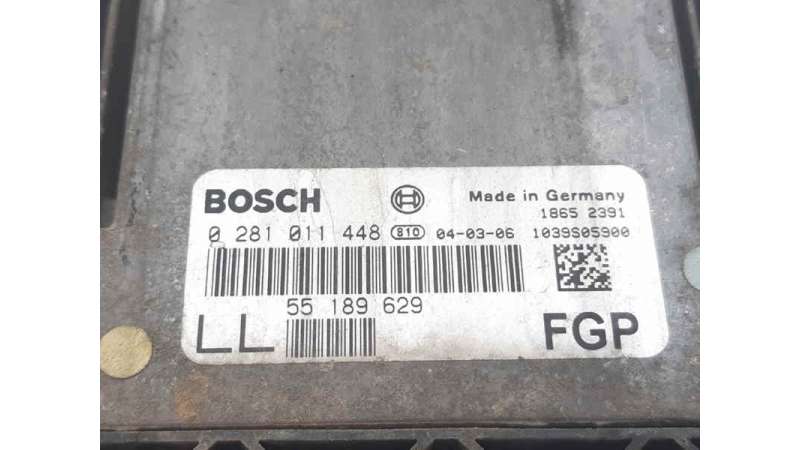 BOSCH Made in Germany
1865 2391
0 281 011 448 810 04-03-06 1039S05900
55 189 629
LL FGP